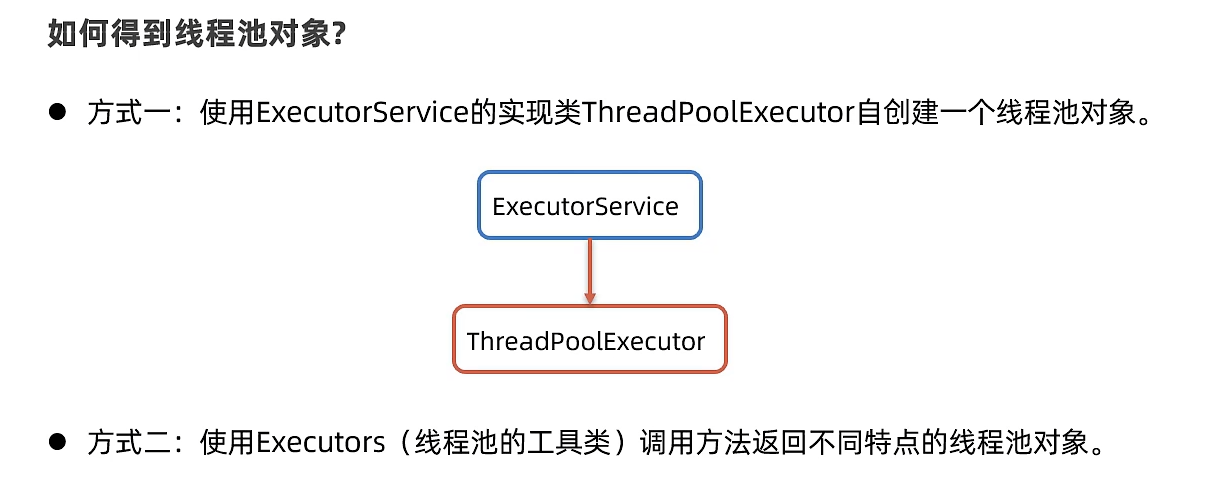 如何得到线程池对象?
● 方式一：使用ExecutorService的实现类ThreadPoolExecutor自创建一个线程池对象。
ExecutorService
ThreadPoolExecutor
● 方式二：使用Executors（线程池的工具类）调用方法返回不同特点的线程池对象。